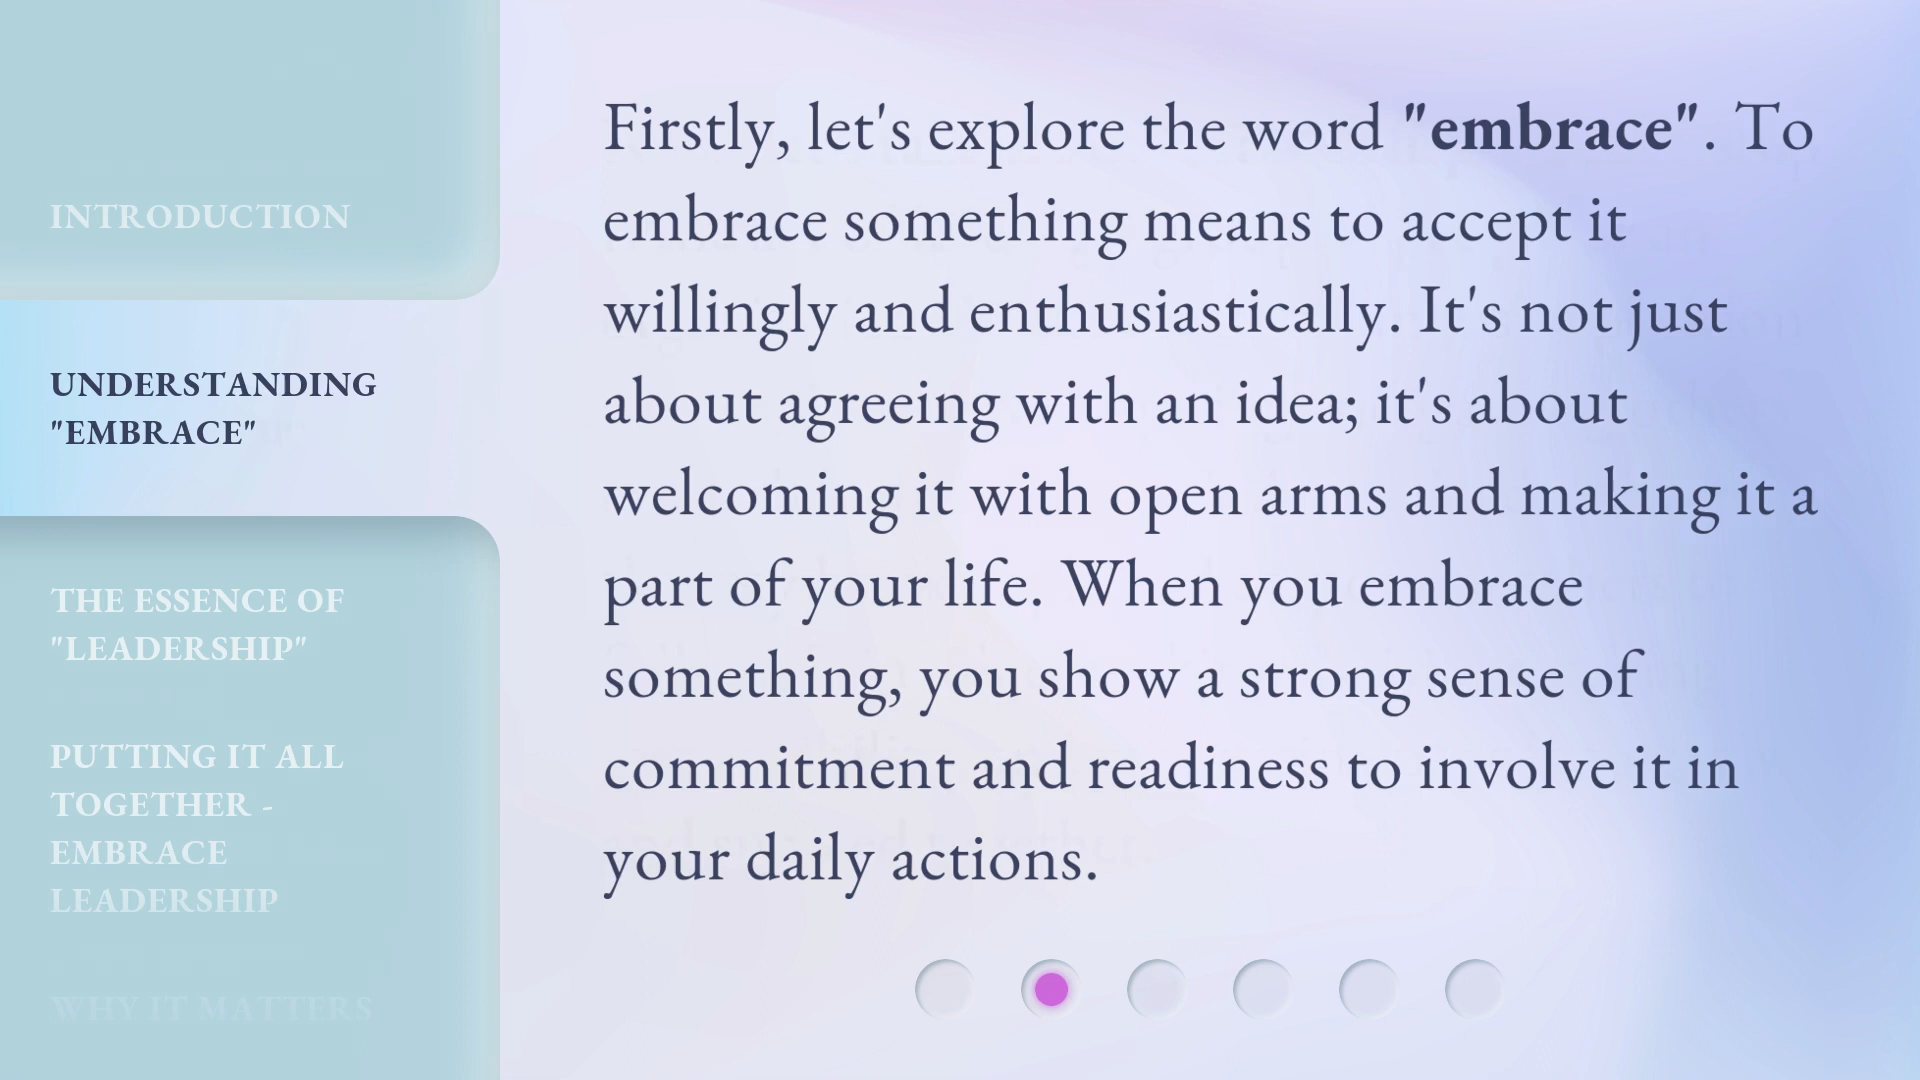 INTRODUCTION
UNDERSTANDING
"EMBRACE"
THE ESSENCE OF
"LEADERSHIP"
PUTTING IT ALL
TOGETHER -
EMBRACE
LEADERSHIP
WHY IT MATTERS
Firstly, let's explore the word "embrace". To
embrace something means to accept it
willingly and enthusiastically. It's not just
about agreeing with an idea; it's about
welcoming it with open arms and making it a
part of your life. When you embrace
something, you show a strong sense of
commitment and readiness to involve it in
your daily actions.